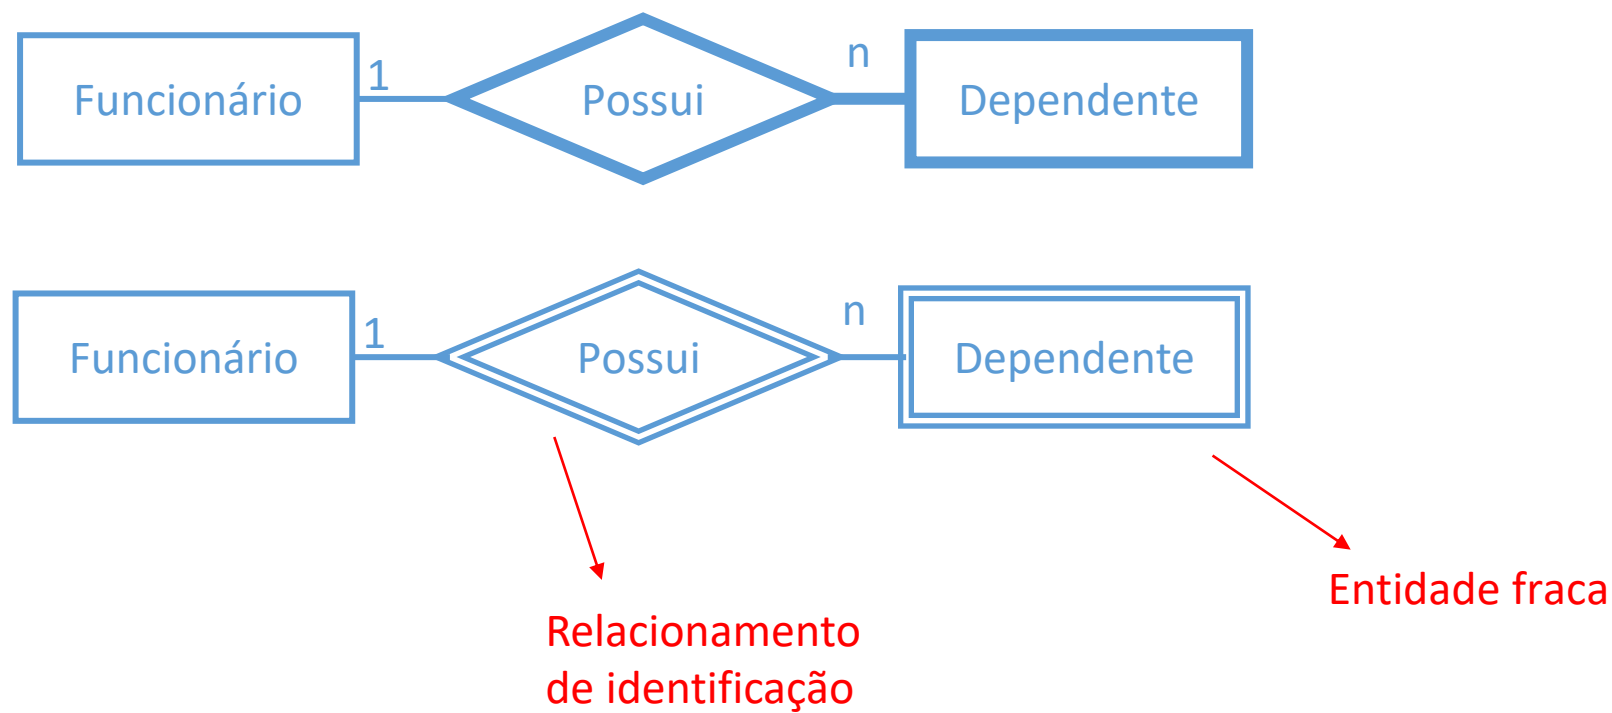 Funcionário 1 Possui n Dependente
Funcionário 1 Possui n Dependente
Entidade fraca
Relacionamento
de identificação